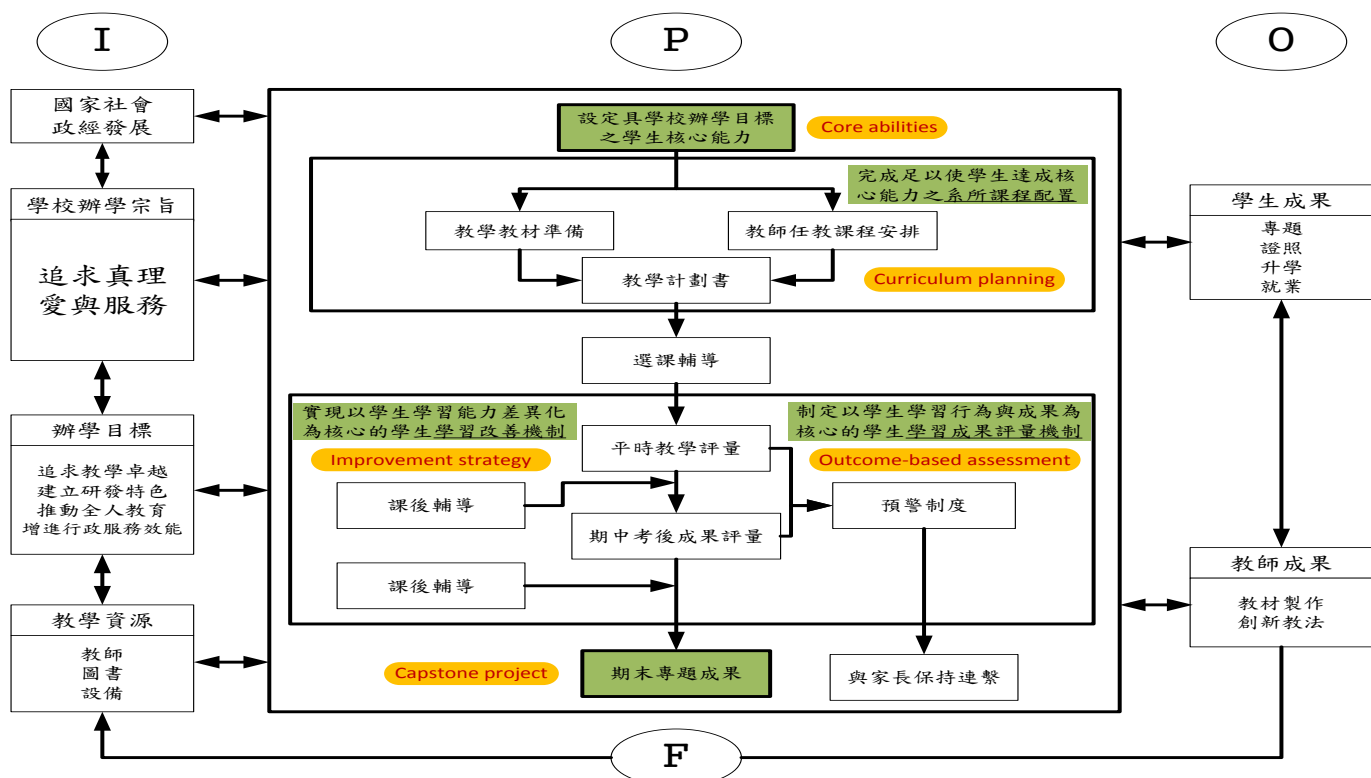 I
P
O
國家社會
政經發展
學校辦學宗旨
追求真理
愛與服務
辦學目標
追求教學卓越
建立研發特色
推動全人教育
增進行政服務效能
教學資源
教師
圖書
設備
設定具學校辦學目標
之學生核心能力
Core abilities
完成足以使學生達成核
心能力之系所課程配置
教學教材準備
教師任教課程安排
教學計劃書
Curriculum planning
選課輔導
實現以學生學習能力差異化
為核心的學生學習改善機制
Improvement strategy
制定以學生學習行為與成果為
核心的學生學習成果評量機制
Outcome-based assessment
平時教學評量
課後輔導
預警制度
期中考後成果評量
課後輔導
Capstone project
期末專題成果
與家長保持連繫
學生成果
專題
證照
升學
就業
教師成果
教材製作
創新教法
F